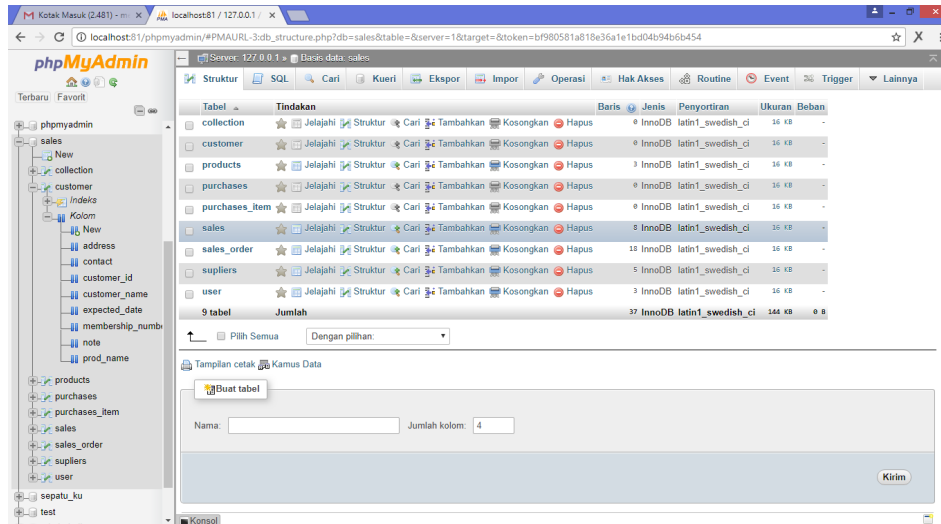 Kotak Masuk (2.481) - m
localhost:81 / 127.0.0.1 /
localhost:81/phpmyadmin/#PMAURL-3:db_structure.php?db=sales&table=&server=1&target=&token=bf980581a818e36a1e1bd04b94b6b454
phpMyAdmin
Terbaru Favorit
phpmyadmin
sales
New
collection
customer
Indeks
Kolom
New
address
contact
customer_id
customer_name
expected_date
membership_numbe
note
prod_name
products
purchases
purchases_item
sales
sales_order
supliers
user
sepatu_ku
test
Server: 127.0.0.1 » Basis data: sales
Struktur SQL Cari Kueri Ekspor Impor Operasi Hak Akses Routine Event Trigger Lainnya
Tabel Tindakan Baris Jenis Penyortiran Ukuran Beban
collection Jelajahi Struktur Cari Tambahkan Kosongkan Hapus 0 InnoDB latin1_swedish_ci 16 KB -
customer Jelajahi Struktur Cari Tambahkan Kosongkan Hapus 0 InnoDB latin1_swedish_ci 16 KB -
products Jelajahi Struktur Cari Tambahkan Kosongkan Hapus 3 InnoDB latin1_swedish_ci 16 KB -
purchases Jelajahi Struktur Cari Tambahkan Kosongkan Hapus 0 InnoDB latin1_swedish_ci 16 KB -
purchases_item Jelajahi Struktur Cari Tambahkan Kosongkan Hapus 0 InnoDB latin1_swedish_ci 16 KB -
sales Jelajahi Struktur Cari Tambahkan Kosongkan Hapus 8 InnoDB latin1_swedish_ci 16 KB -
sales_order Jelajahi Struktur Cari Tambahkan Kosongkan Hapus 18 InnoDB latin1_swedish_ci 16 KB -
supliers Jelajahi Struktur Cari Tambahkan Kosongkan Hapus 5 InnoDB latin1_swedish_ci 16 KB -
user Jelajahi Struktur Cari Tambahkan Kosongkan Hapus 3 InnoDB latin1_swedish_ci 16 KB -
9 tabel Jumlah 37 InnoDB latin1_swedish_ci 144 KB 0 B
Pilih Semua Dengan pilihan:
Tampilan cetak Kamus Data
Buat tabel
Nama: Jumlah kolom: 4
Kirim
Konsol